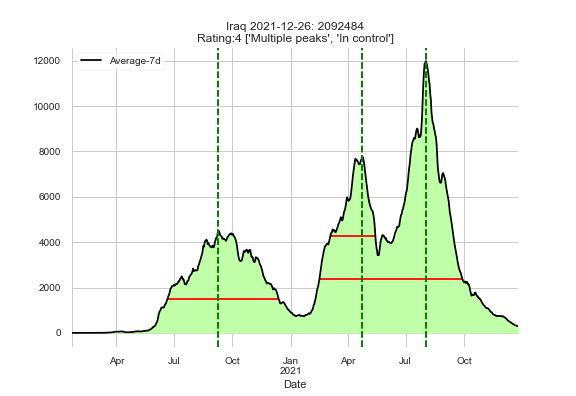 Iraq 2021-12-26: 2092484
Rating:4 ['Multiple peaks', 'In control']
Average-7d
12000
10000
8000
6000
4000
2000
0
Apr Jul Oct Jan Apr Jul Oct
2021
Date